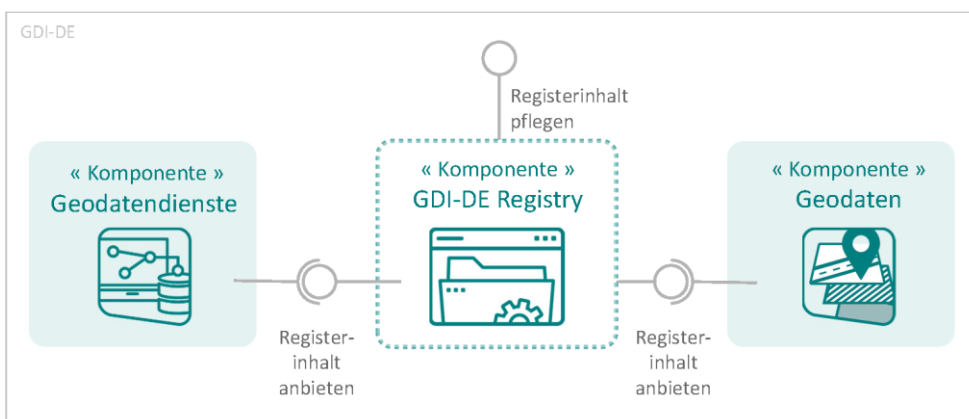 GDI-DE
Registerinhalt
pflegen
« Komponente »
Geodatendienste
« Komponente »
GDI-DE Registry
« Komponente »
Geodaten
Register-
inhalt
anbieten
Register-
inhalt
anbieten